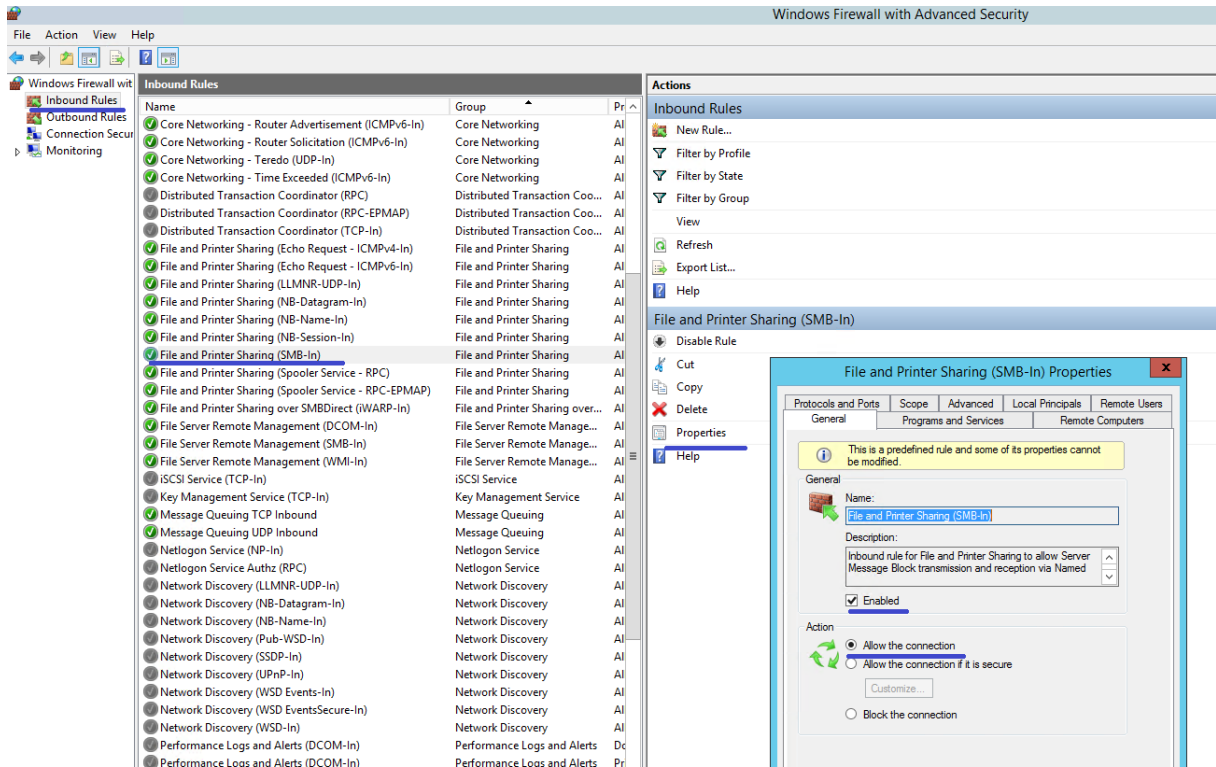 Windows Firewall with Advanced Security
File Action View Help
Windows Firewall wit
Inbound Rules
Outbound Rules
Connection Secur
Monitoring
Inbound Rules
Name Group Pr
Core Networking - Router Advertisement (ICMPv6-In) Core Networking Al
Core Networking - Router Solicitation (ICMPv6-In) Core Networking Al
Core Networking - Teredo (UDP-In) Core Networking Al
Core Networking - Time Exceeded (ICMPv6-In) Core Networking Al
Distributed Transaction Coordinator (RPC) Distributed Transaction Coo... Al
Distributed Transaction Coordinator (RPC-EPMAP) Distributed Transaction Coo... Al
Distributed Transaction Coordinator (TCP-In) Distributed Transaction Coo... Al
File and Printer Sharing (Echo Request - ICMPv4-In) File and Printer Sharing Al
File and Printer Sharing (Echo Request - ICMPv6-In) File and Printer Sharing Al
File and Printer Sharing (LLMNR-UDP-In) File and Printer Sharing Al
File and Printer Sharing (NB-Datagram-In) File and Printer Sharing Al
File and Printer Sharing (NB-Name-In) File and Printer Sharing Al
File and Printer Sharing (NB-Session-In) File and Printer Sharing Al
File and Printer Sharing (SMB-In) File and Printer Sharing Al
File and Printer Sharing (Spooler Service - RPC) File and Printer Sharing Al
File and Printer Sharing (Spooler Service - RPC-EPMAP) File and Printer Sharing Al
File and Printer Sharing over SMBDirect (iWARP-In) File and Printer Sharing over... Al
File Server Remote Management (DCOM-In) File Server Remote Manage... Al
File Server Remote Management (SMB-In) File Server Remote Manage... Al
File Server Remote Management (WMI-In) File Server Remote Manage... Al
iSCSI Service (TCP-In) iSCSI Service Al
Key Management Service (TCP-In) Key Management Service Al
Message Queuing TCP Inbound Message Queuing Al
Message Queuing UDP Inbound Message Queuing Al
Netlogon Service (NP-In) Netlogon Service Al
Netlogon Service Authz (RPC) Netlogon Service Al
Network Discovery (LLMNR-UDP-In) Network Discovery Al
Network Discovery (NB-Datagram-In) Network Discovery Al
Network Discovery (NB-Name-In) Network Discovery Al
Network Discovery (Pub-WSD-In) Network Discovery Al
Network Discovery (SSDP-In) Network Discovery Al
Network Discovery (UPnP-In) Network Discovery Al
Network Discovery (WSD Events-In) Network Discovery Al
Network Discovery (WSD EventsSecure-In) Network Discovery Al
Network Discovery (WSD-In) Network Discovery Al
Performance Logs and Alerts (DCOM-In) Performance Logs and Alerts Do
Performance Logs and Alerts (DCOM-In) Performance Logs and Alerts Pr
Actions
Inbound Rules
New Rule...
Filter by Profile
Filter by State
Filter by Group
View
Refresh
Export List...
Help
File and Printer Sharing (SMB-In)
Disable Rule
Cut
Copy
Delete
Properties
Help
File and Printer Sharing (SMB-In) Properties
x
Protocols and Ports Scope Advanced Local Principals Remote Users
General Programs and Services Remote Computers
This is a predefined rule and some of its properties cannot
be modified.
General
Name:
File and Printer Sharing (SMB-In)
Description:
Inbound rule for File and Printer Sharing to allow Server
Message Block transmission and reception via Named
Enabled
Action
Allow the connection
Allow the connection if it is secure
Customize...
Block the connection